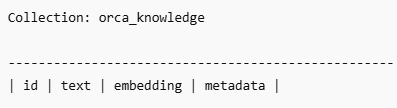 Collection: orca_knowledge
---------------------------------------------------
| id | text | embedding | metadata |